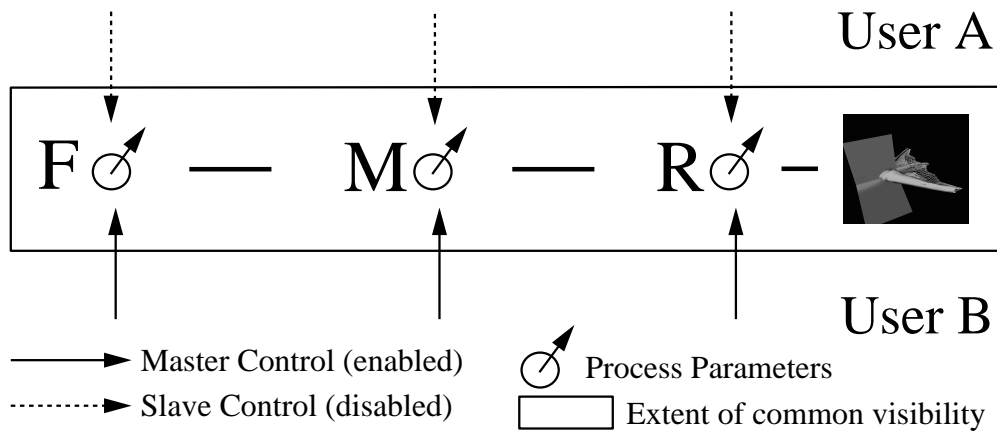 User A
F M R
User B
Master Control (enabled)
Process Parameters
Slave Control (disabled)
Extent of common visibility